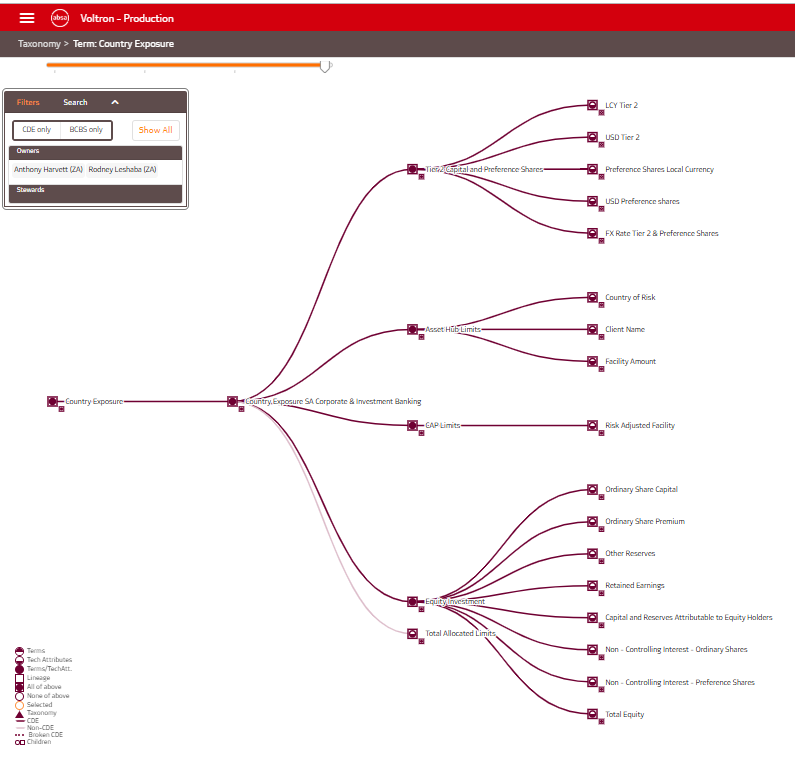 absa
Voltron - Production
Taxonomy > Term: Country Exposure
Filters Search
CDE only BCBS only Show All
Owners
Anthony Harvett (ZA) Rodney Leshaba (ZA)
Stewards
LCY Tier 2
USD Tier 2
Tier 2 Capital and Preference Shares
Preference Shares Local Currency
USD Preference shares
FX Rate Tier 2 & Preference Shares
Country of Risk
Asset Hub Limits
Client Name
Facility Amount
Country Exposure
Country Exposure SA Corporate & Investment Banking
CAP Limits
Risk Adjusted Facility
Ordinary Share Capital
Ordinary Share Premium
Other Reserves
Retained Earnings
Equity Investment
Capital and Reserves Attributable to Equity Holders
Total Allocated Limits
Non - Controlling Interest - Ordinary Shares
Non - Controlling Interest - Preference Shares
Total Equity
Terms
Tech Attributes
Terms/TechAtt.
Lineage
All of above
None of above
Selected
Taxonomy
CDE
Non-CDE
Broken CDE
Children